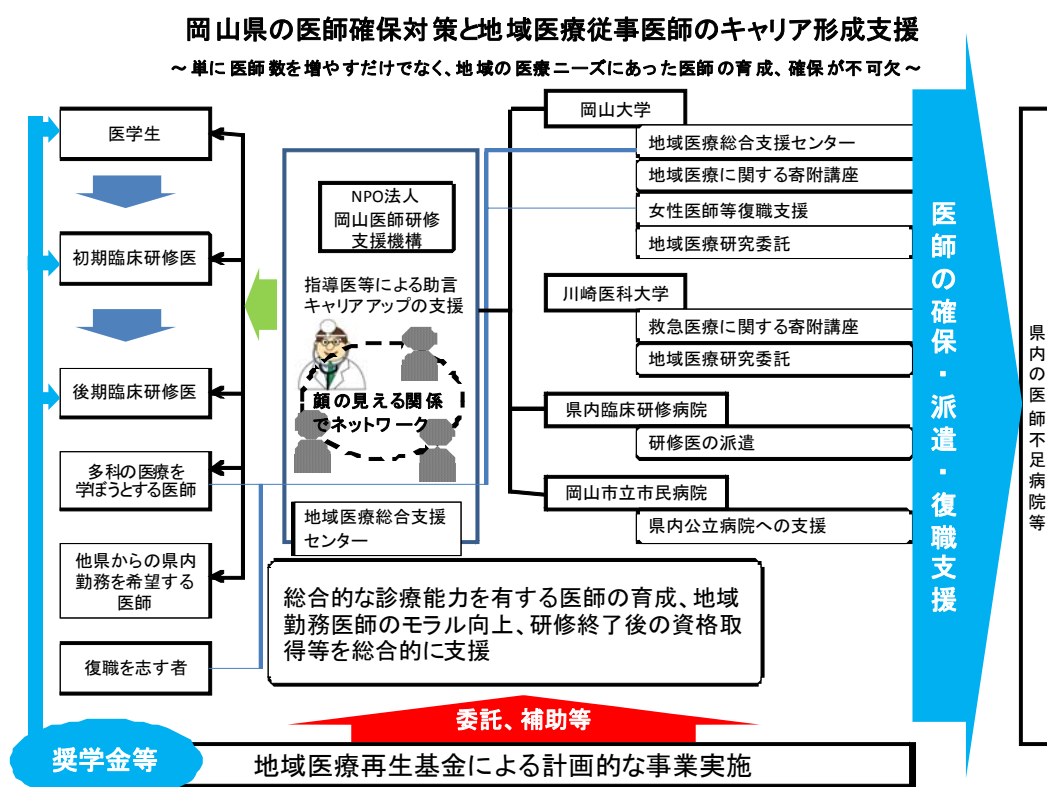 岡山県の医師確保対策と地域医療従事医師のキャリア形成支援
~単に医師数を増やすだけでなく、地域の医療ニーズにあった医師の育成、確保が不可欠~
医学生
初期臨床研修医
後期臨床研修医
多科の医療を
学ぼうとする医師
他県からの県内
勤務を希望する
医師
復職を志す者
NPO法人
岡山医師研修
支援機構
指導医等による助言
キャリアアップの支援
顔の見える関係
でネットワーク
地域医療総合支援
センター
岡山大学
地域医療総合支援センター
地域医療に関する寄附講座
女性医師等復職支援
地域医療研究委託
川崎医科大学
救急医療に関する寄附講座
地域医療研究委託
県内臨床研修病院
研修医の派遣
岡山市立市民病院
県内公立病院への支援
医師の確保・派遣・復職支援
県内の医師不足病院等
総合的な診療能力を有する医師の育成、地域
勤務医師のモラル向上、研修終了後の資格取
得等を総合的に支援
委託、補助等
奨学金等
地域医療再生基金による計画的な事業実施